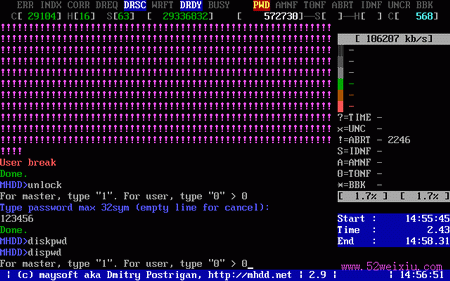 ERR INDX CORR DREQ DRSC WRFT DRDY BUSY PWD AMNF TONF ABRT IDNF UNCR BBK
C[ 29104]H[16 ]S[63 ] [ 29336832] [ 572730]—S[ ]—H[ ] C[ 568]
[ 106207 kb/s]
?=TIME -
x=UNC -
!=ABRT - 2246
S=IDNF -
A=AMNF -
0=TONF -
*=BBK -
[ 1.7% ] [ 1.7% ]
!!!!
User break
Done.
MHDD>unlock
For master, type "1". For user, type "0" > 0
Type password max 32sym (empty line for cancel):
123456
Done.
MHDD>diskpwd
MHDD>dispwd
For master, type "1". For user, type "0" > 0
Start : 14:55:45
Time : 2.43
End : 14:58.31
www.52weixiu.com
| (c) maysoft aka Dmitry Postrigan, http://mhdd.net | 2.9 | | 14:56:51